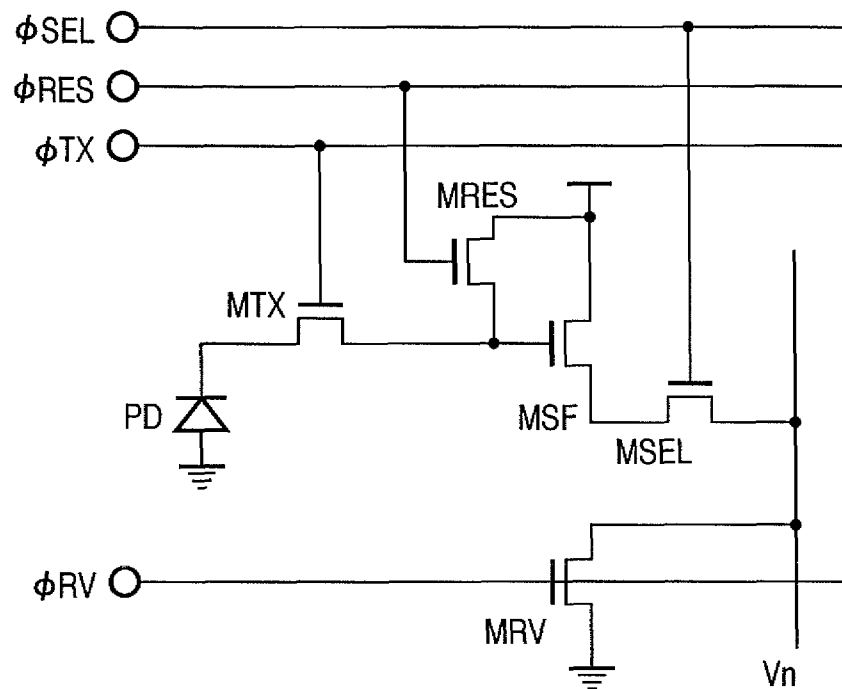 ϕSEL
ϕRES
ϕTX
MRES
MTX
PD
MSF
MSEL
ϕRV
MRV
Vn